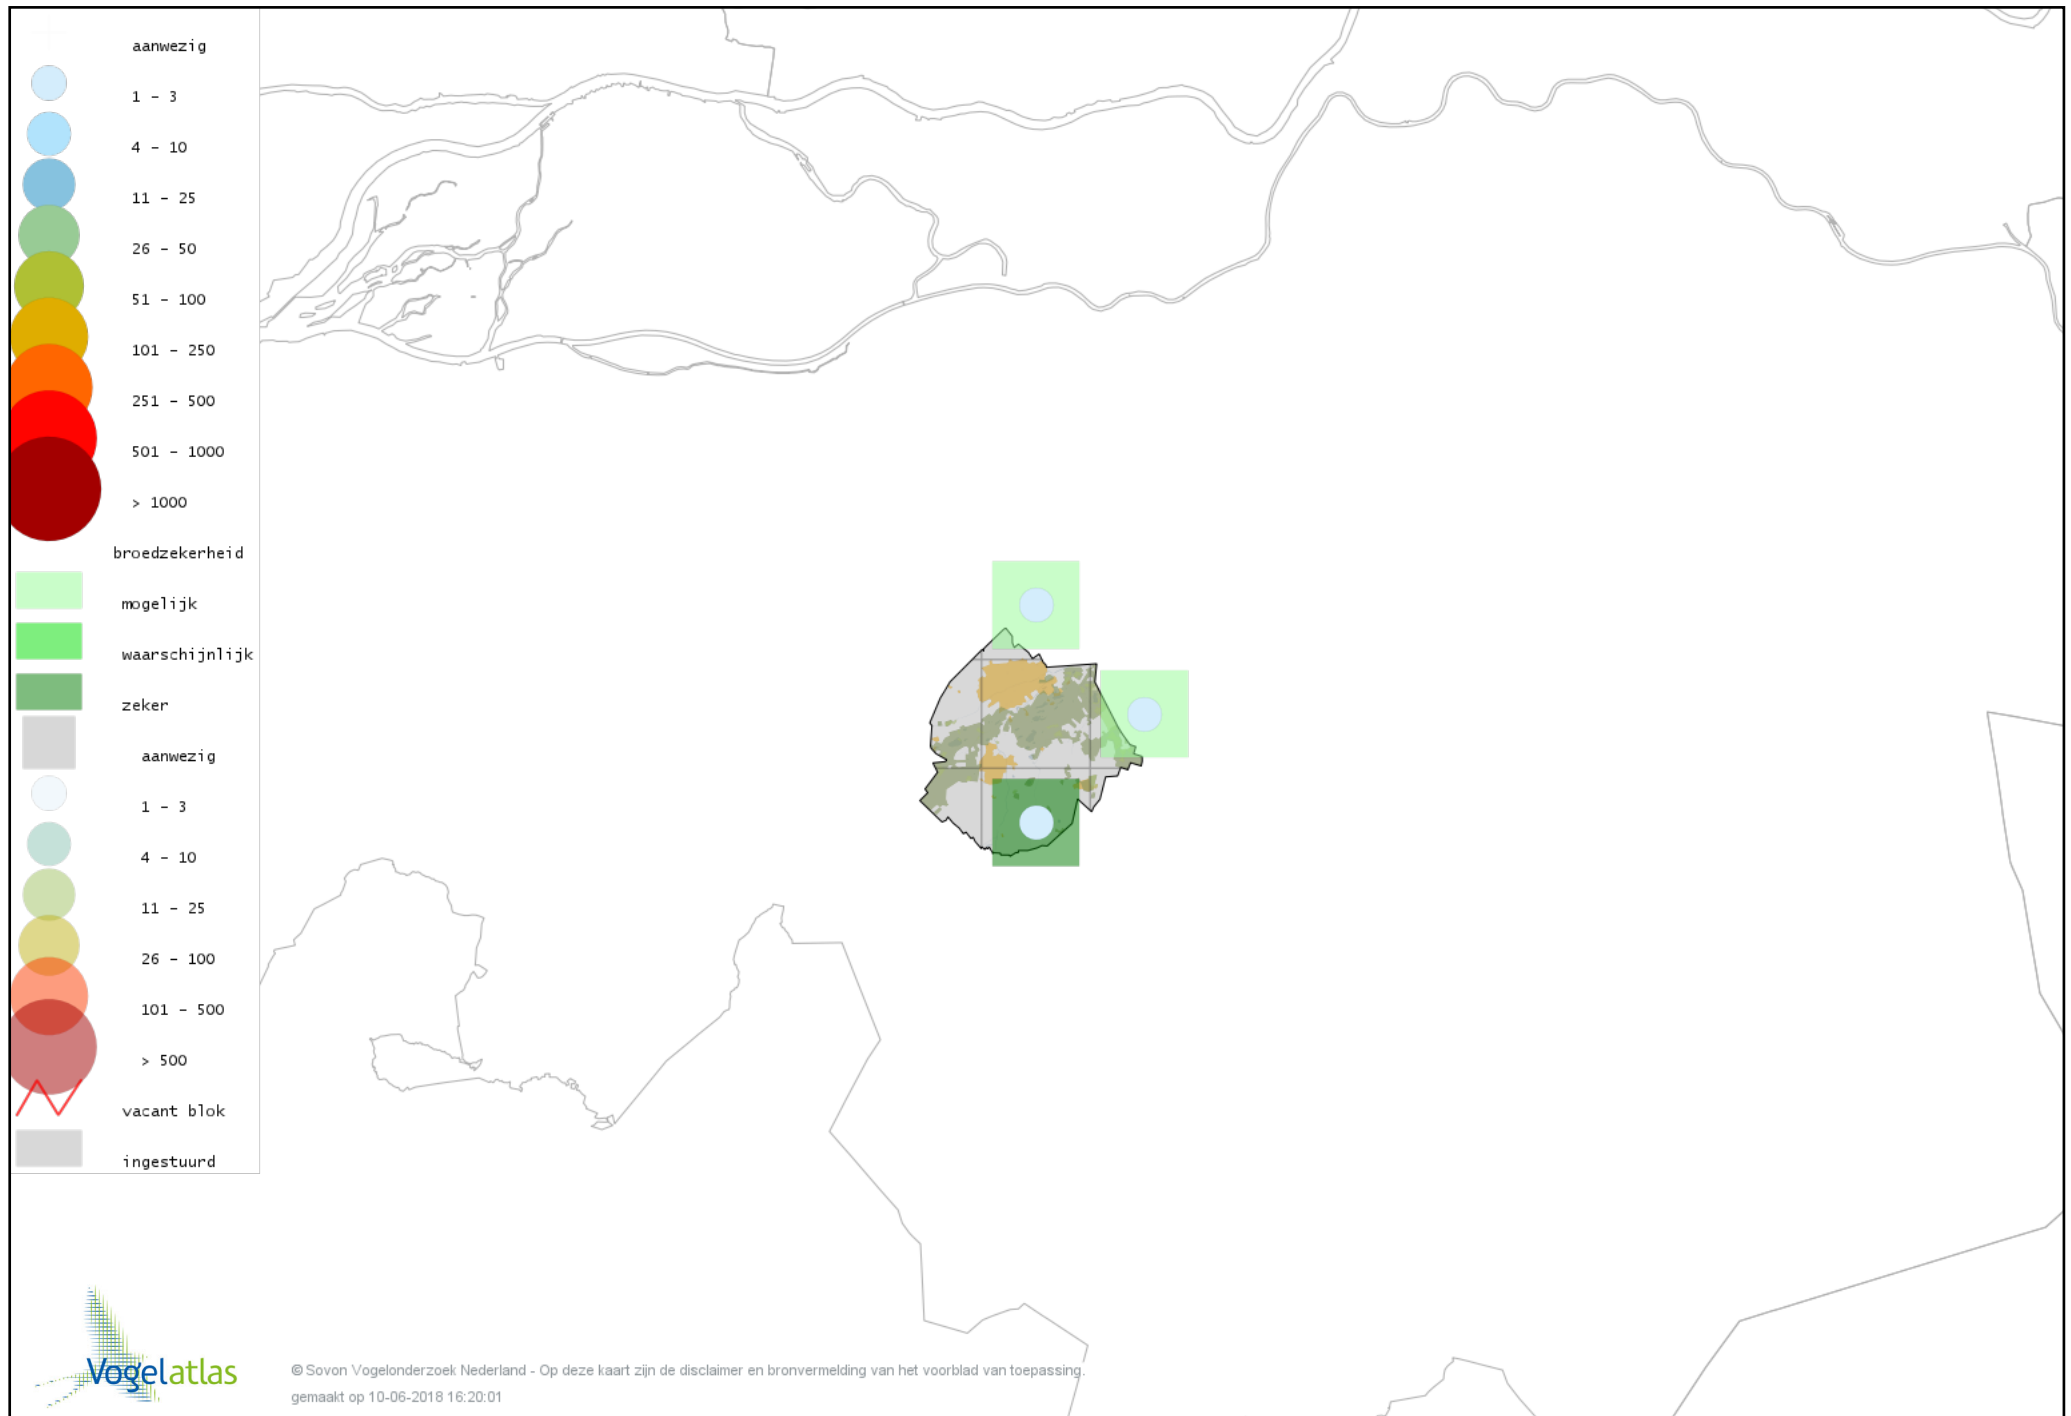 aanwezig
1 - 3
4 - 10
11 - 25
26 - 50
51 - 100
101 - 250
251 - 500
501 - 1000
> 1000
broedzekerheid
mogelijk
waarschijnlijk
zeker
aanwezig
1 - 3
4 - 10
11 - 25
26 - 100
101 - 500
> 500
vacant blok
ingestuurd
Vogelatlas
© Sovon Vogelonderzoek Nederland - Op deze kaart zijn de disclaimer en bronvermelding van het voorblad van toepassing.
gemaakt op 10-06-2018 16:20:01